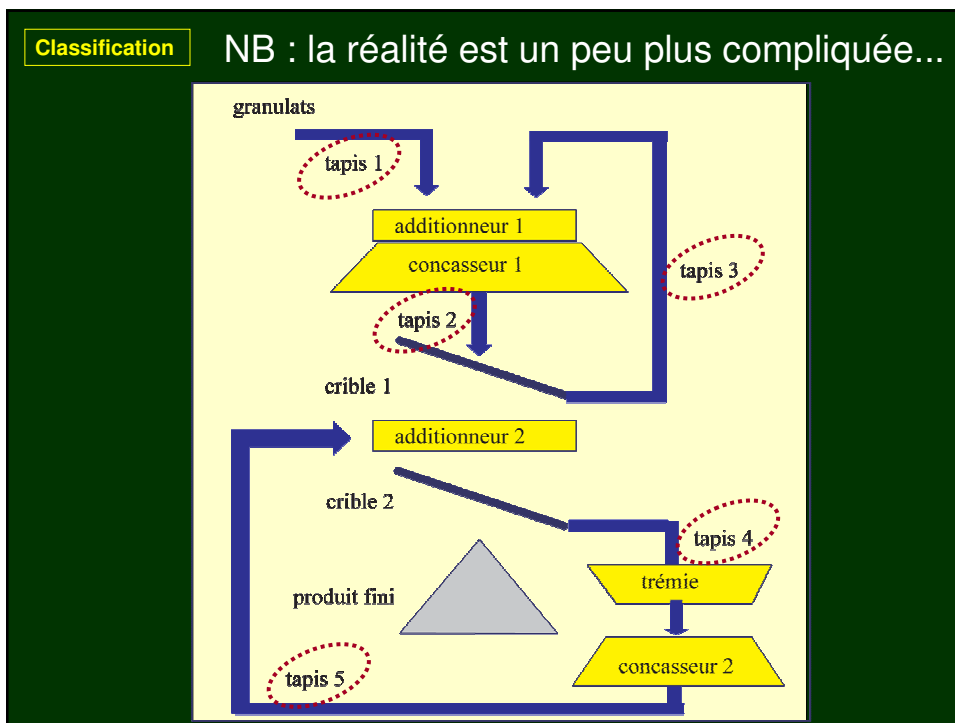 Classification
NB : la réalité est un peu plus compliquée...
granulats
tapis 1
additionneur 1
concasseur 1
tapis 3
tapis 2
crible 1
additionneur 2
crible 2
tapis 4
trémie
produit fini
concasseur 2
tapis 5